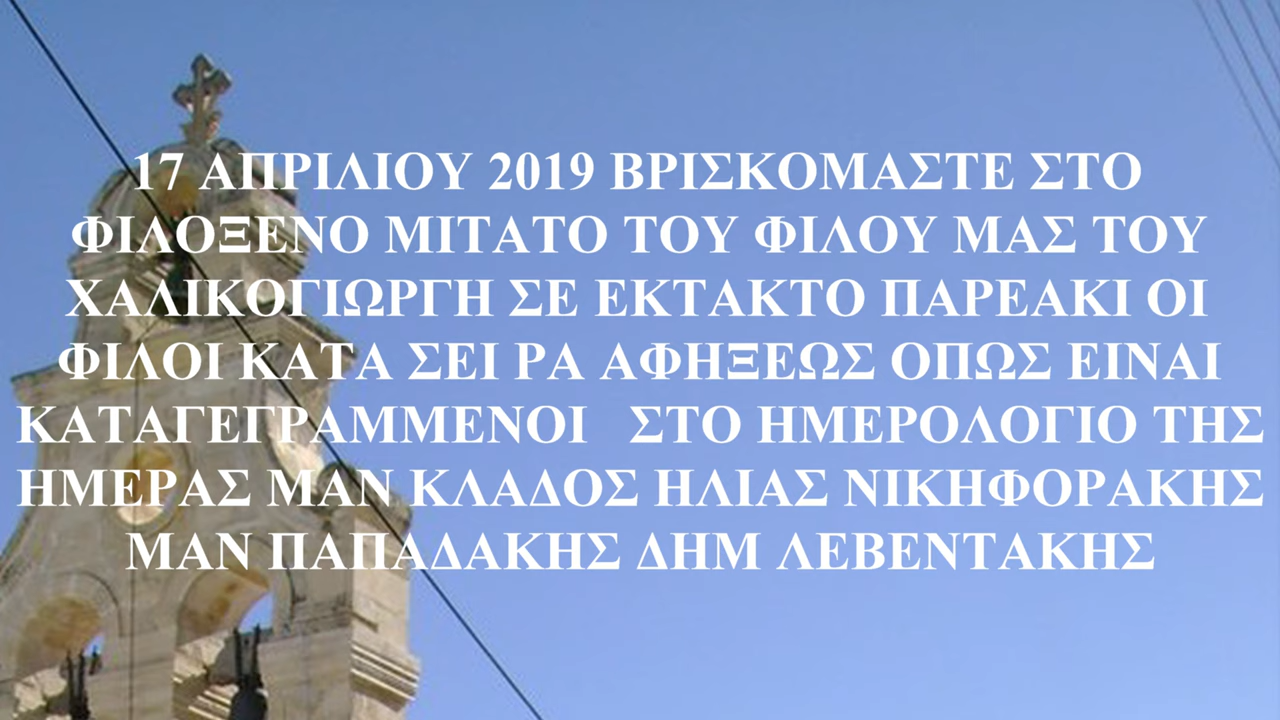 17 ΑΠΡΙΛΙΟΥ 2019 ΒΡΙΣΚΟΜΑΣΤΕ ΣΤΟ
ΦΙΛΟΞΕΝΟ ΜΙΤΑΤΟ ΤΟΥ ΦΙΛΟΥ ΜΑΣ ΤΟΥ
ΧΑΛΙΚΟΓΙΩΡΓΗ ΣΕ ΕΚΤΑΚΤΟ ΠΑΡΕΑΚΙ ΟΙ
ΦΙΛΟΙ ΚΑΤΑ ΣΕΙ ΡΑ ΑΦΗΞΕΩΣ ΟΠΩΣ ΕΙΝΑΙ
ΚΑΤΑΓΕΓΡΑΜΜΕΝΟΙ   ΣΤΟ ΗΜΕΡΟΛΟΓΙΟ ΤΗΣ
ΗΜΕΡΑΣ ΜΑΝ ΚΛΑΔΟΣ ΗΛΙΑΣ ΝΙΚΗΦΟΡΑΚΗΣ
ΜΑΝ ΠΑΠΑΔΑΚΗΣ ΔΗΜ ΛΕΒΕΝΤΑΚΗΣ